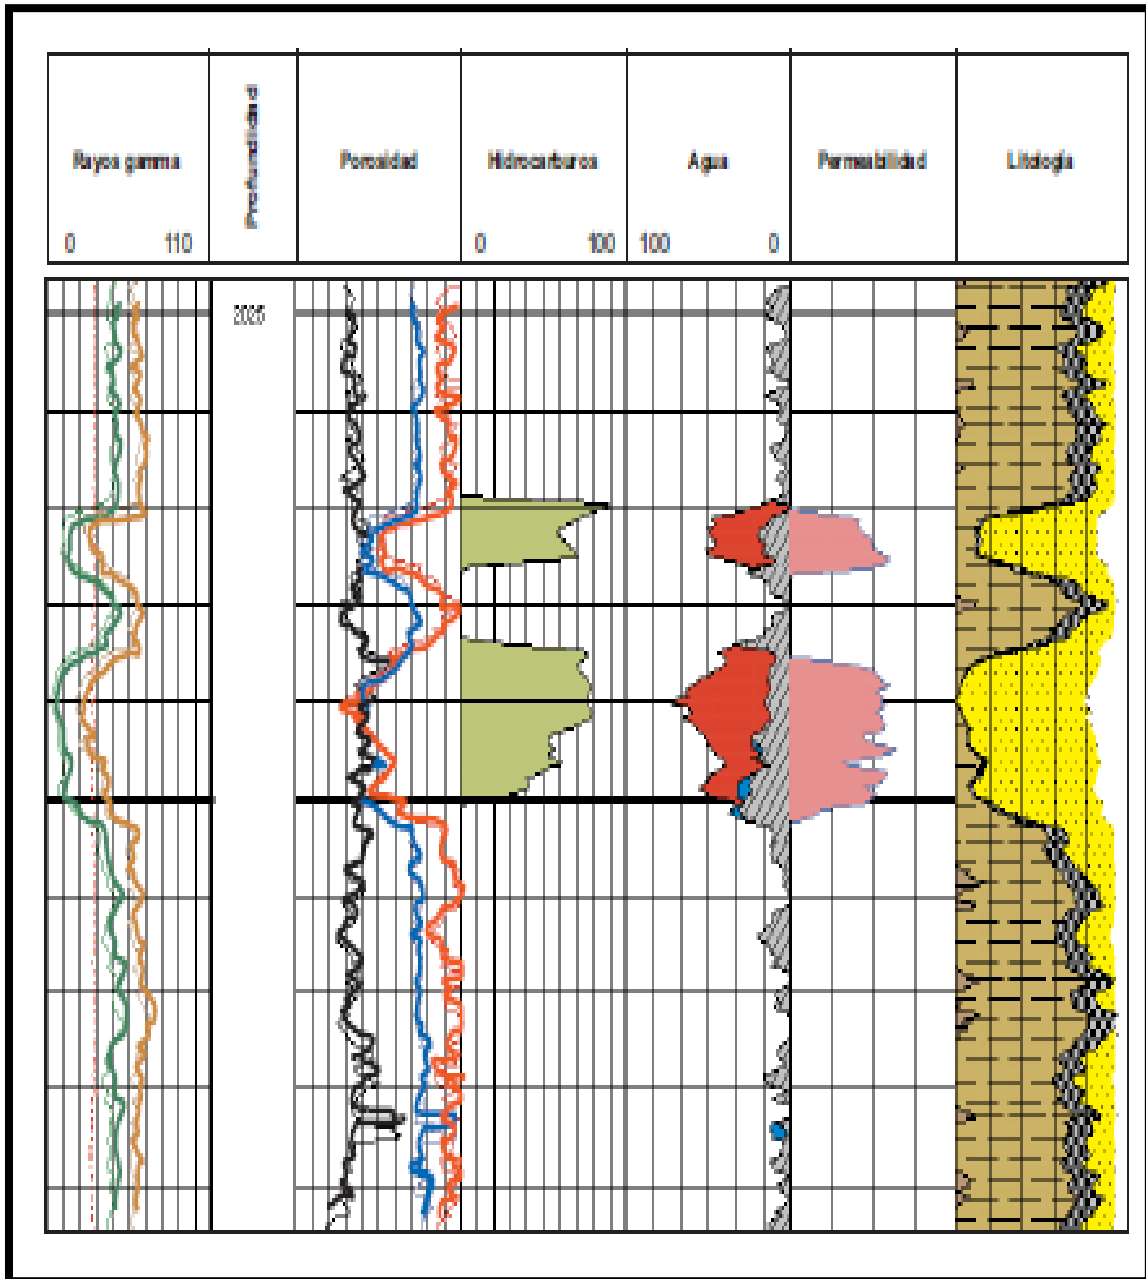 Rayos gamma
0 110
Profundidad
Porosidad
Hidrocarburos
0 100
Agua
100 0
Permeabilidad
Litología
2025